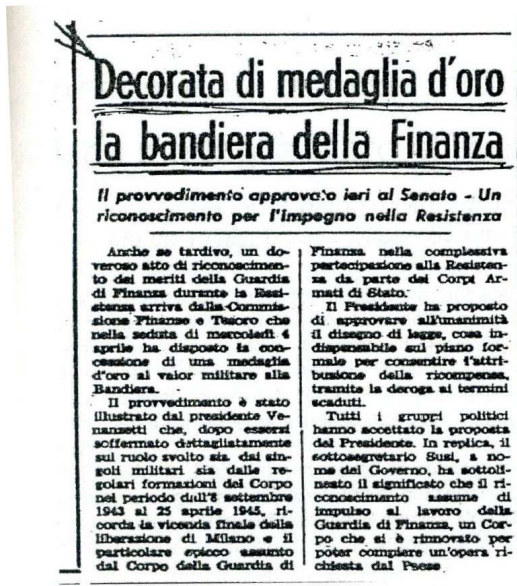 Decorata di medaglia d'oro
la bandiera della Finanza
Il provvedimento approvato ieri al Senato - Un
riconoscimento per l'impegno nella Resistenza
Anche se tardivo, un do-
veroso atto di riconoscimen-
to dei meriti della Guardia
di Finanza durante la Resi-
stenza arriva dalla Commis-
sione Finanze e Tesoro che
nella seduta di mercoledì 4
aprile ha disposto la con-
cessione di una medaglia
d'oro al valor militare alla
Bandiera.
Il provvedimento è stato
illustrato dal presidente Ve-
nanzetti che, dopo essersi
soffermato dettagliatamente
sul ruolo svolto sia dai sin-
goli militari sia dalle re-
golari formazioni del Corpo
nel periodo dall'8 settembre
1943 al 25 aprile 1945, ri-
corda la vicenda finale della
liberazione di Milano e il
particolare spicco assunto
dal Corpo della Guardia di
Finanza nella complessiva
partecipazione alla Resisten-
za da parte dei Corpi Ar-
mati di Stato.
Il Presidente ha proposto
di approvare all'unanimità
il disegno di legge, cosa in-
dispensabile sul piano for-
male per consentire l'attri-
buzione della ricompensa,
tramite la deroga ai termini
scaduti.
Tutti i gruppi politici
hanno accettato la proposta
del Presidente. In replica, il
sottosegretario Susi, a no-
me del Governo, ha sottoli-
neato il significato che il ri-
conoscimento assume di
impulso al lavoro della
Guardia di Finanza, un Cor-
po che si è rinnovato per
poter compiere un'opera ri-
chiesta dal Paese